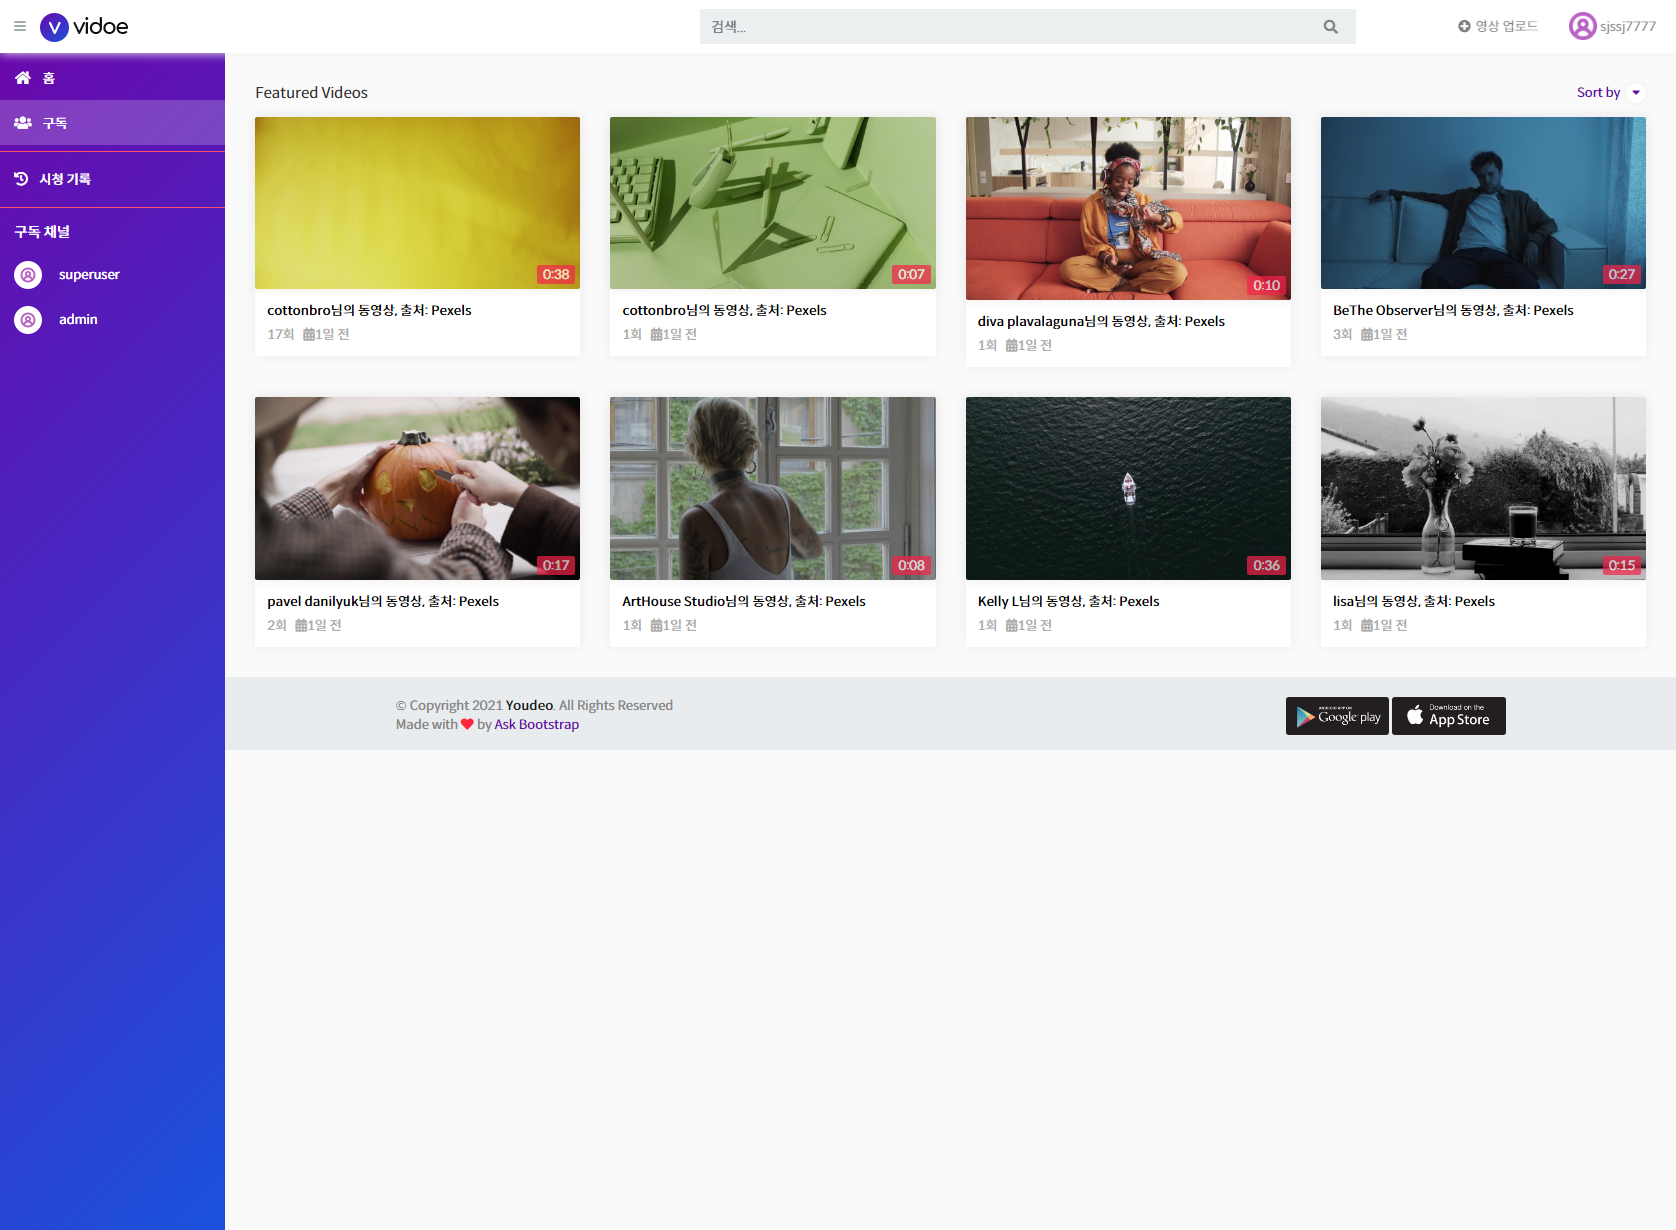 vidoe
검색...
영상 업로드
sjssj7777
홈
구독
시청 기록
구독 채널
superuser
admin
Featured Videos
Sort by
0:38
0:07
0:10
0:27
cottonbro님의 동영상, 출처: Pexels
17회 1일 전
cottonbro님의 동영상, 출처: Pexels
1회 1일 전
diva plavalaguna님의 동영상, 출처: Pexels
1회 1일 전
BeThe Observer님의 동영상, 출처: Pexels
3회 1일 전
0:17
0:08
0:36
0:15
pavel danilyuk님의 동영상, 출처: Pexels
2회 1일 전
ArtHouse Studio님의 동영상, 출처: Pexels
1회 1일 전
Kelly L님의 동영상, 출처: Pexels
1회 1일 전
lisa님의 동영상, 출처: Pexels
1회 1일 전
© Copyright 2021 Youdeo. All Rights Reserved
Made with by Ask Bootstrap
ANDROID APP ON
Google play
Download on the
App Store